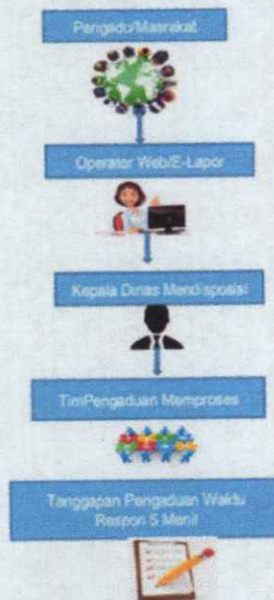 Pengadu/Masrakat
Operator Web/E-Lapor
Kepala Dinas Mendisposisi
TimPengaduan Memproses
Tanggapan Pengaduan Waktu
Respon 5 Menit